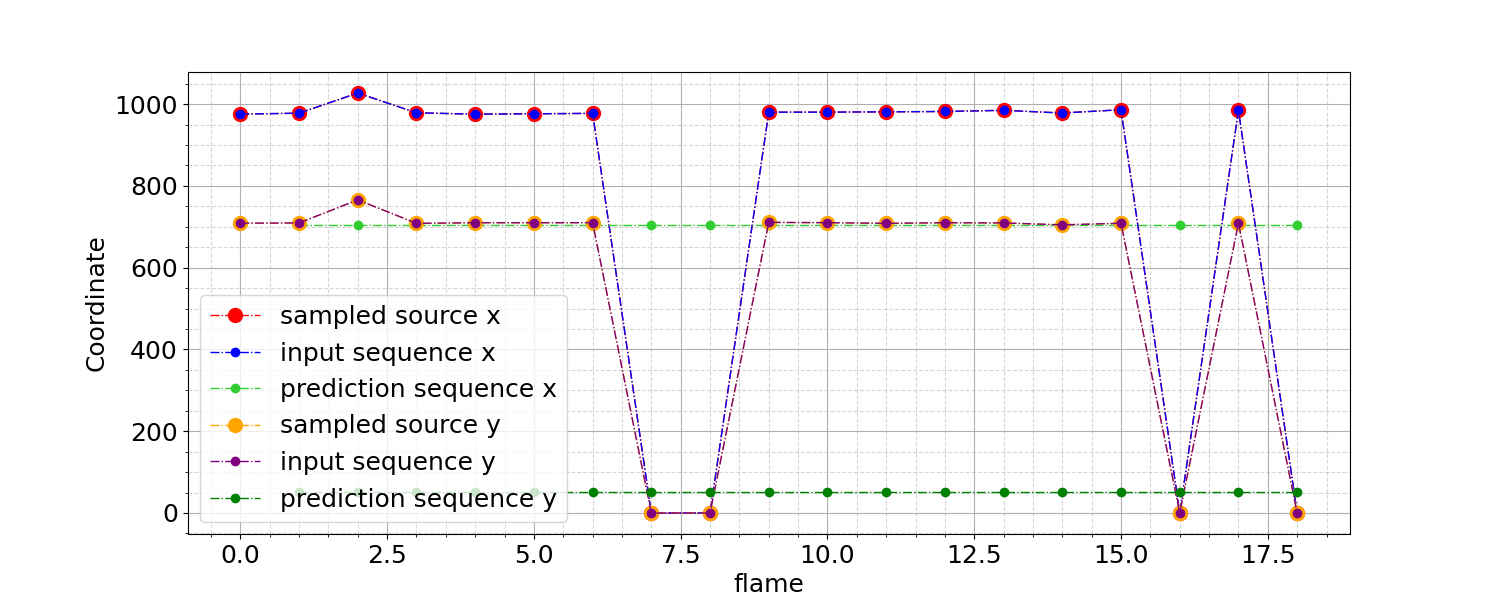 1000
800
600
400
200
0
Coordinate
sampled source x
input sequence x
prediction sequence x
sampled source y
input sequence y
prediction sequence y
0.0 2.5 5.0 7.5 10.0 12.5 15.0 17.5
flame